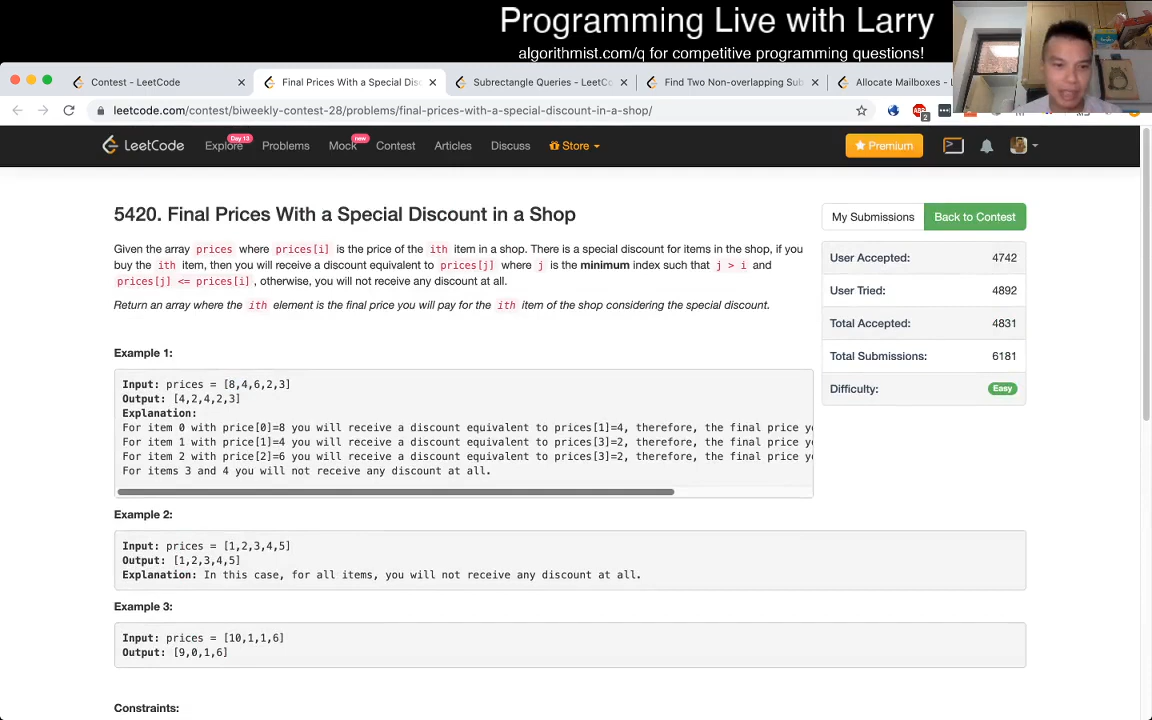 Programming Live with Larry
algorithmist.com/q for competitive programming questions!
Contest - LeetCode
Final Prices With a Special Disc
Subrectangle Queries - LeetC
Find Two Non-overlapping Sub
Allocate Mailboxes - L
leetcode.com/contest/biweekly-contest-28/problems/final-prices-with-a-special-discount-in-a-shop/
ABP
2
LeetCode
Explore
Day 13
Problems
Mock
new
Contest
Articles
Discuss
Store
Premium
5420. Final Prices With a Special Discount in a Shop
My Submissions
Back to Contest
Given the array prices where prices[i] is the price of the ith item in a shop. There is a special discount for items in the shop, if you
buy the ith item, then you will receive a discount equivalent to prices[j] where j is the minimum index such that j > i and
prices[j] <= prices[i], otherwise, you will not receive any discount at all.
Return an array where the ith element is the final price you will pay for the ith item of the shop considering the special discount.
User Accepted: 4742
User Tried: 4892
Total Accepted: 4831
Total Submissions: 6181
Difficulty: Easy
Example 1:
Input: prices = [8,4,6,2,3]
Output: [4,2,4,2,3]
Explanation:
For item 0 with price[0]=8 you will receive a discount equivalent to prices[1]=4, therefore, the final price yo
For item 1 with price[1]=4 you will receive a discount equivalent to prices[3]=2, therefore, the final price yo
For item 2 with price[2]=6 you will receive a discount equivalent to prices[3]=2, therefore, the final price yo
For items 3 and 4 you will not receive any discount at all.
Example 2:
Input: prices = [1,2,3,4,5]
Output: [1,2,3,4,5]
Explanation: In this case, for all items, you will not receive any discount at all.
Example 3:
Input: prices = [10,1,1,6]
Output: [9,0,1,6]
Constraints: